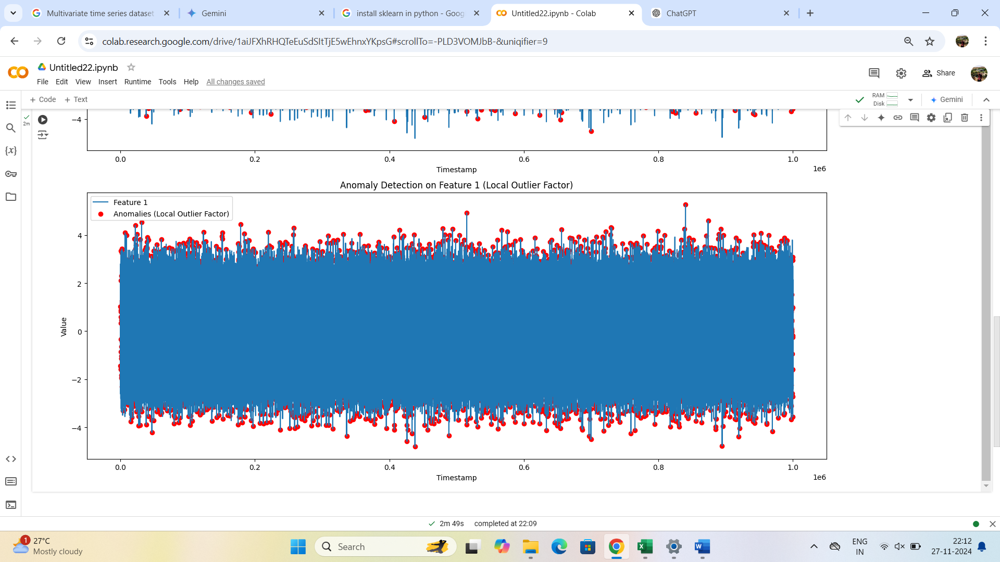 Multivariate time series dataset
Gemini
install sklearn in python - Goog
Untitled22.ipynb - Colab
ChatGPT
colab.research.google.com/drive/1aiJFXhRHQTeEuSdSItTjE5wEhnxYKpsG#scrollTo=-PLD3VOMJbB-&uniqifier=9
CO Untitled22.ipynb
File Edit View Insert Runtime Tools Help All changes saved
Share
+ Code + Text
RAM
Disk
Gemini
2m
{x}
−4
0.0 0.2 0.4 0.6 0.8 1.0
1e6
Timestamp
Anomaly Detection on Feature 1 (Local Outlier Factor)
Feature 1
Anomalies (Local Outlier Factor)
4
2
0
−2
−4
Value
0.0 0.2 0.4 0.6 0.8 1.0
1e6
Timestamp
2m 49s completed at 22:09
1
27°C
Mostly cloudy
Search
ENG
IN
22:12
27-11-2024